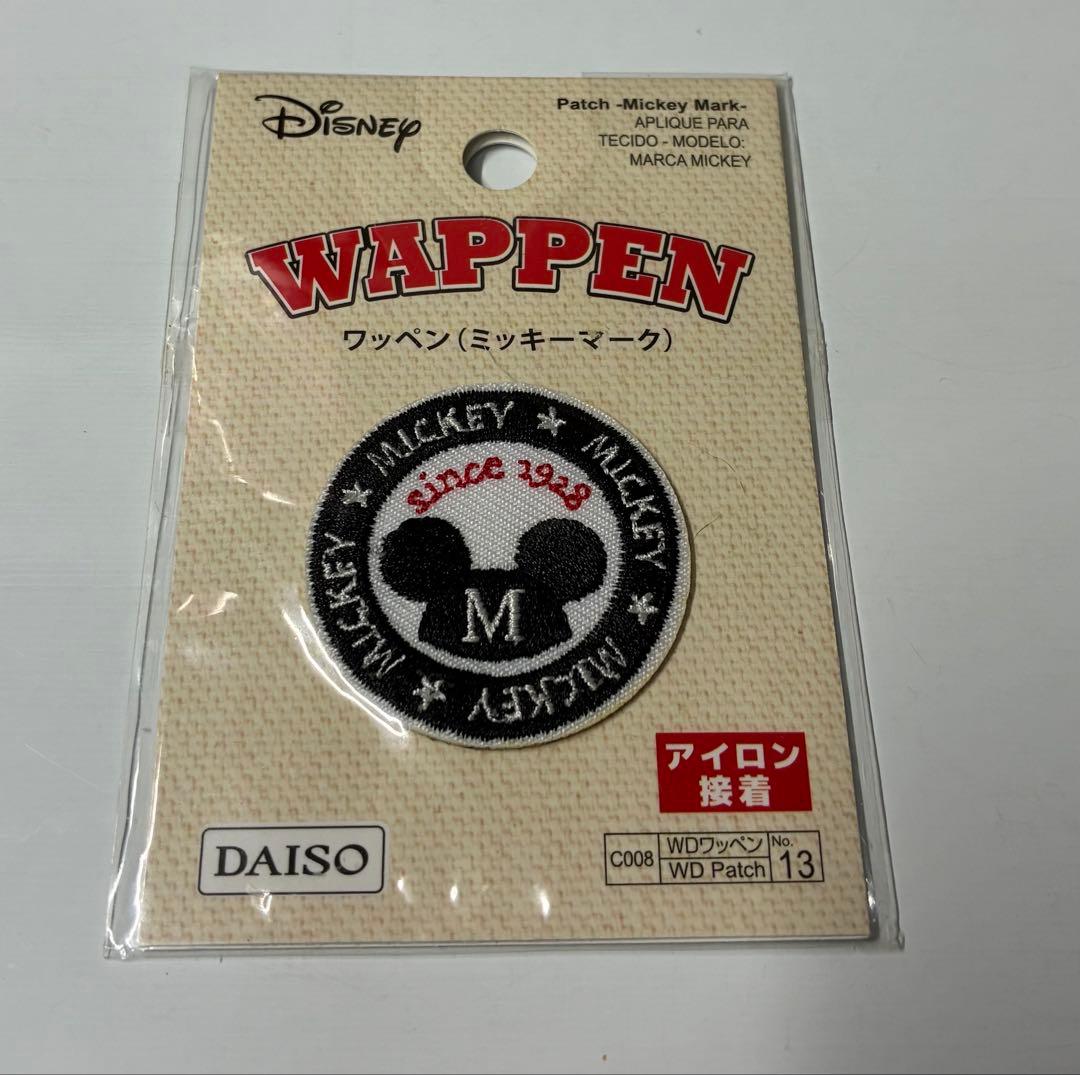 Disney
Patch -Mickey Mark-
APLIQUE PARA
TECIDO - MODELO:
MARCA MICKEY
WAPPEN
ワッペン(ミッキーマーク)
MICKEY ★ MICKEY ★ MICKEY ★ MICKEY ★
since 1928
M
アイロン
接着
DAISO
C008
WDワッペン
WD Patch
No.
13